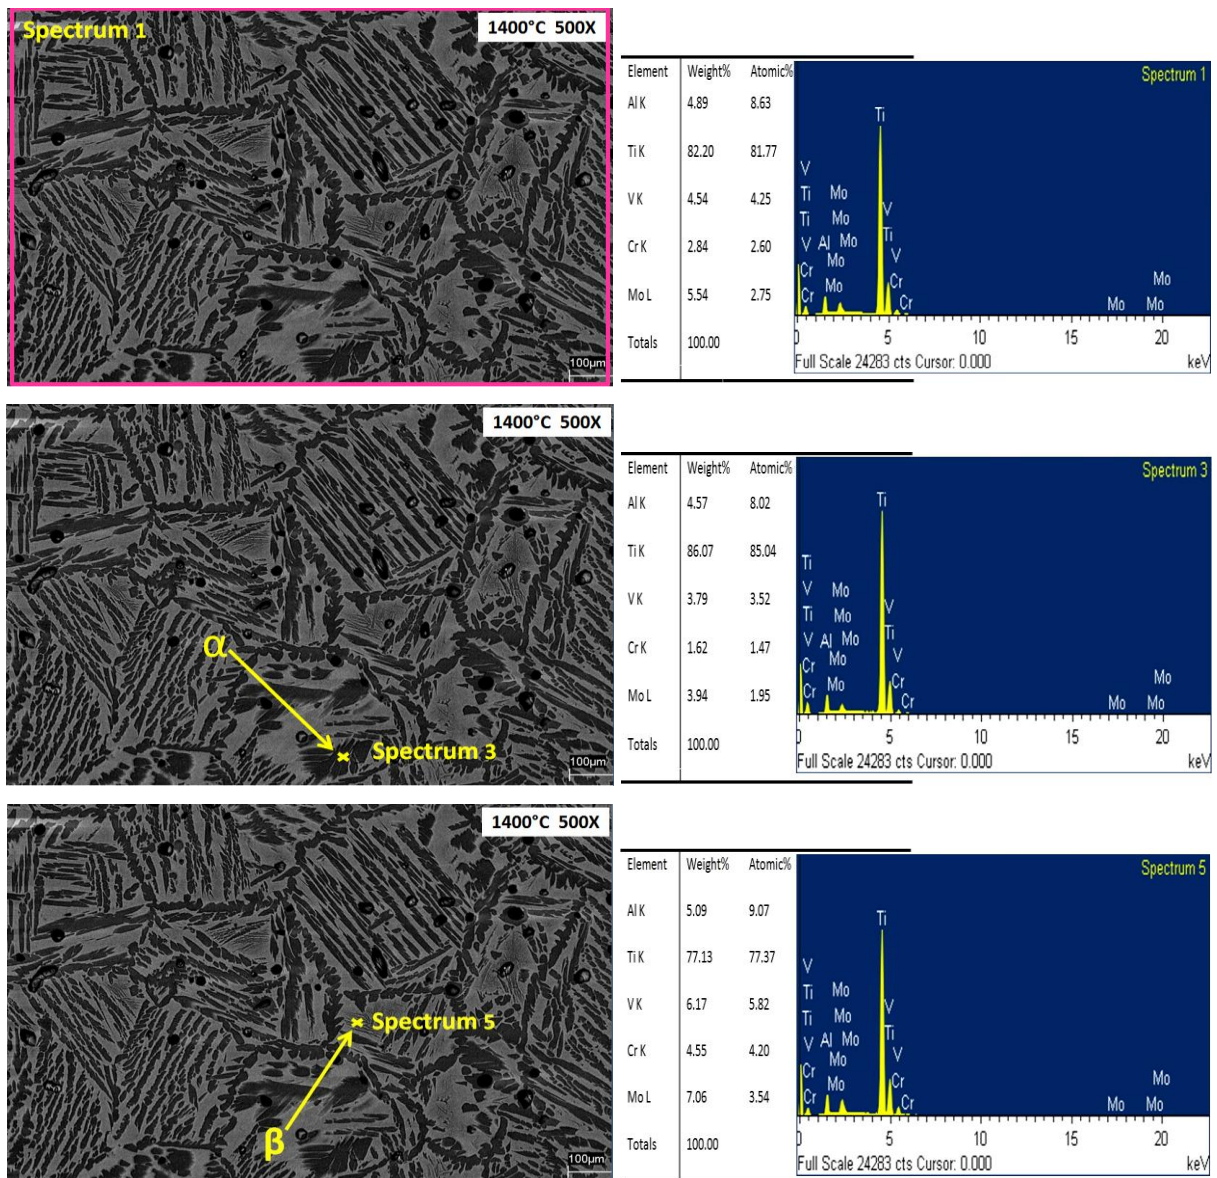 Spectrum 1
1400°C 500X
100µm
Element Weight% Atomic%
Al K 4.89 8.63
Ti K 82.20 81.77
V K 4.54 4.25
Cr K 2.84 2.60
Mo L 5.54 2.75
Totals 100.00
Spectrum 1
Ti
V
Ti Mo
Ti Mo V
V Al Mo Ti
Mo V
Cr Mo Cr
Cr Cr Mo Mo Mo
0 5 10 15 20
Full Scale 24283 cts Cursor: 0.000 keV
1400°C 500X
α
Spectrum 3
100µm
Element Weight% Atomic%
Al K 4.57 8.02
Ti K 86.07 85.04
V K 3.79 3.52
Cr K 1.62 1.47
Mo L 3.94 1.95
Totals 100.00
Spectrum 3
Ti
Ti
V Mo
Ti Mo V
V Al Mo Ti
Cr Mo V
Cr Mo Cr
Cr Mo Mo Mo
0 5 10 15 20
Full Scale 24283 cts Cursor: 0.000 keV
1400°C 500X
Spectrum 5
β
100µm
Element Weight% Atomic%
Al K 5.09 9.07
Ti K 77.13 77.37
V K 6.17 5.82
Cr K 4.55 4.20
Mo L 7.06 3.54
Totals 100.00
Spectrum 5
Ti
V
Ti Mo
Ti Mo V
V Al Mo Ti
Cr Mo V
Cr Mo Cr
Cr Mo Mo Mo
0 5 10 15 20
Full Scale 24283 cts Cursor: 0.000 keV